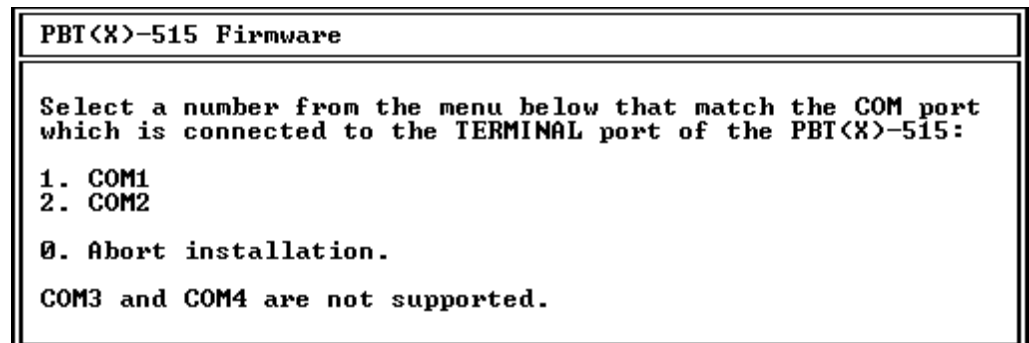 PBT(X)-515 Firmware
Select a number from the menu below that match the COM port
which is connected to the TERMINAL port of the PBT(X)-515:
1. COM1
2. COM2
0. Abort installation.
COM3 and COM4 are not supported.